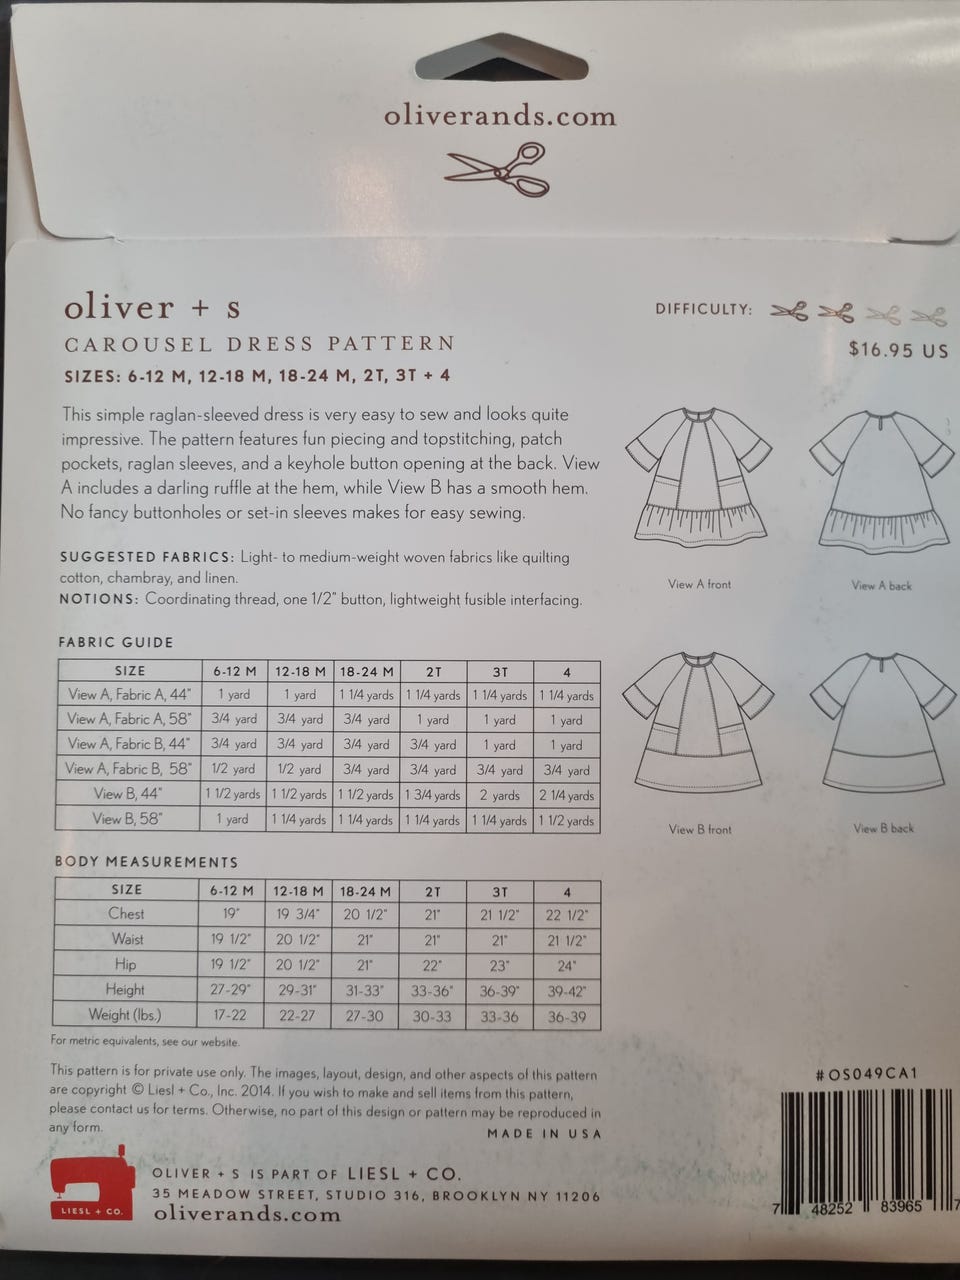 oliverands.com
oliver + s
CAROUSEL DRESS PATTERN
SIZES: 6-12 M, 12-18 M, 18-24 M, 2T, 3T + 4
DIFFICULTY:
$16.95 US
This simple raglan-sleeved dress is very easy to sew and looks quite
impressive. The pattern features fun piecing and topstitching, patch
pockets, raglan sleeves, and a keyhole button opening at the back. View
A includes a darling ruffle at the hem, while View B has a smooth hem.
No fancy buttonholes or set-in sleeves makes for easy sewing.
SUGGESTED FABRICS: Light- to medium-weight woven fabrics like quilting
cotton, chambray, and linen.
NOTIONS: Coordinating thread, one 1/2" button, lightweight fusible interfacing.
View A front
View A back
View B front
View B back
FABRIC GUIDE
SIZE 6-12 M 12-18 M 18-24 M 2T 3T 4
View A, Fabric A, 44" 1 yard 1 yard 1 1/4 yards 1 1/4 yards 1 1/4 yards 1 1/4 yards
View A, Fabric A, 58" 3/4 yard 3/4 yard 3/4 yard 1 yard 1 yard 1 yard
View A, Fabric B, 44" 3/4 yard 3/4 yard 3/4 yard 3/4 yard 1 yard 1 yard
View A, Fabric B, 58" 1/2 yard 1/2 yard 3/4 yard 3/4 yard 3/4 yard 3/4 yard
View B, 44" 1 1/2 yards 1 1/2 yards 1 1/2 yards 1 3/4 yards 2 yards 2 1/4 yards
View B, 58" 1 yard 1 1/4 yards 1 1/4 yards 1 1/4 yards 1 1/4 yards 1 1/2 yards
BODY MEASUREMENTS
SIZE 6-12 M 12-18 M 18-24 M 2T 3T 4
Chest 19" 19 3/4" 20 1/2" 21" 21 1/2" 22 1/2"
Waist 19 1/2" 20 1/2" 21" 21" 21" 21 1/2"
Hip 19 1/2" 20 1/2" 21" 22" 23" 24"
Height 27-29" 29-31" 31-33" 33-36" 36-39" 39-42"
Weight (lbs.) 17-22 22-27 27-30 30-33 33-36 36-39
For metric equivalents, see our website.
This pattern is for private use only. The images, layout, design, and other aspects of this pattern
are copyright © Liesl + Co., Inc. 2014. If you wish to make and sell items from this pattern,
please contact us for terms. Otherwise, no part of this design or pattern may be reproduced in
any form.
MADE IN USA
LIESL + CO.
OLIVER + S IS PART OF LIESL + CO.
35 MEADOW STREET, STUDIO 316, BROOKLYN NY 11206
oliverands.com
#OS049CA1
7 48252 83965 7